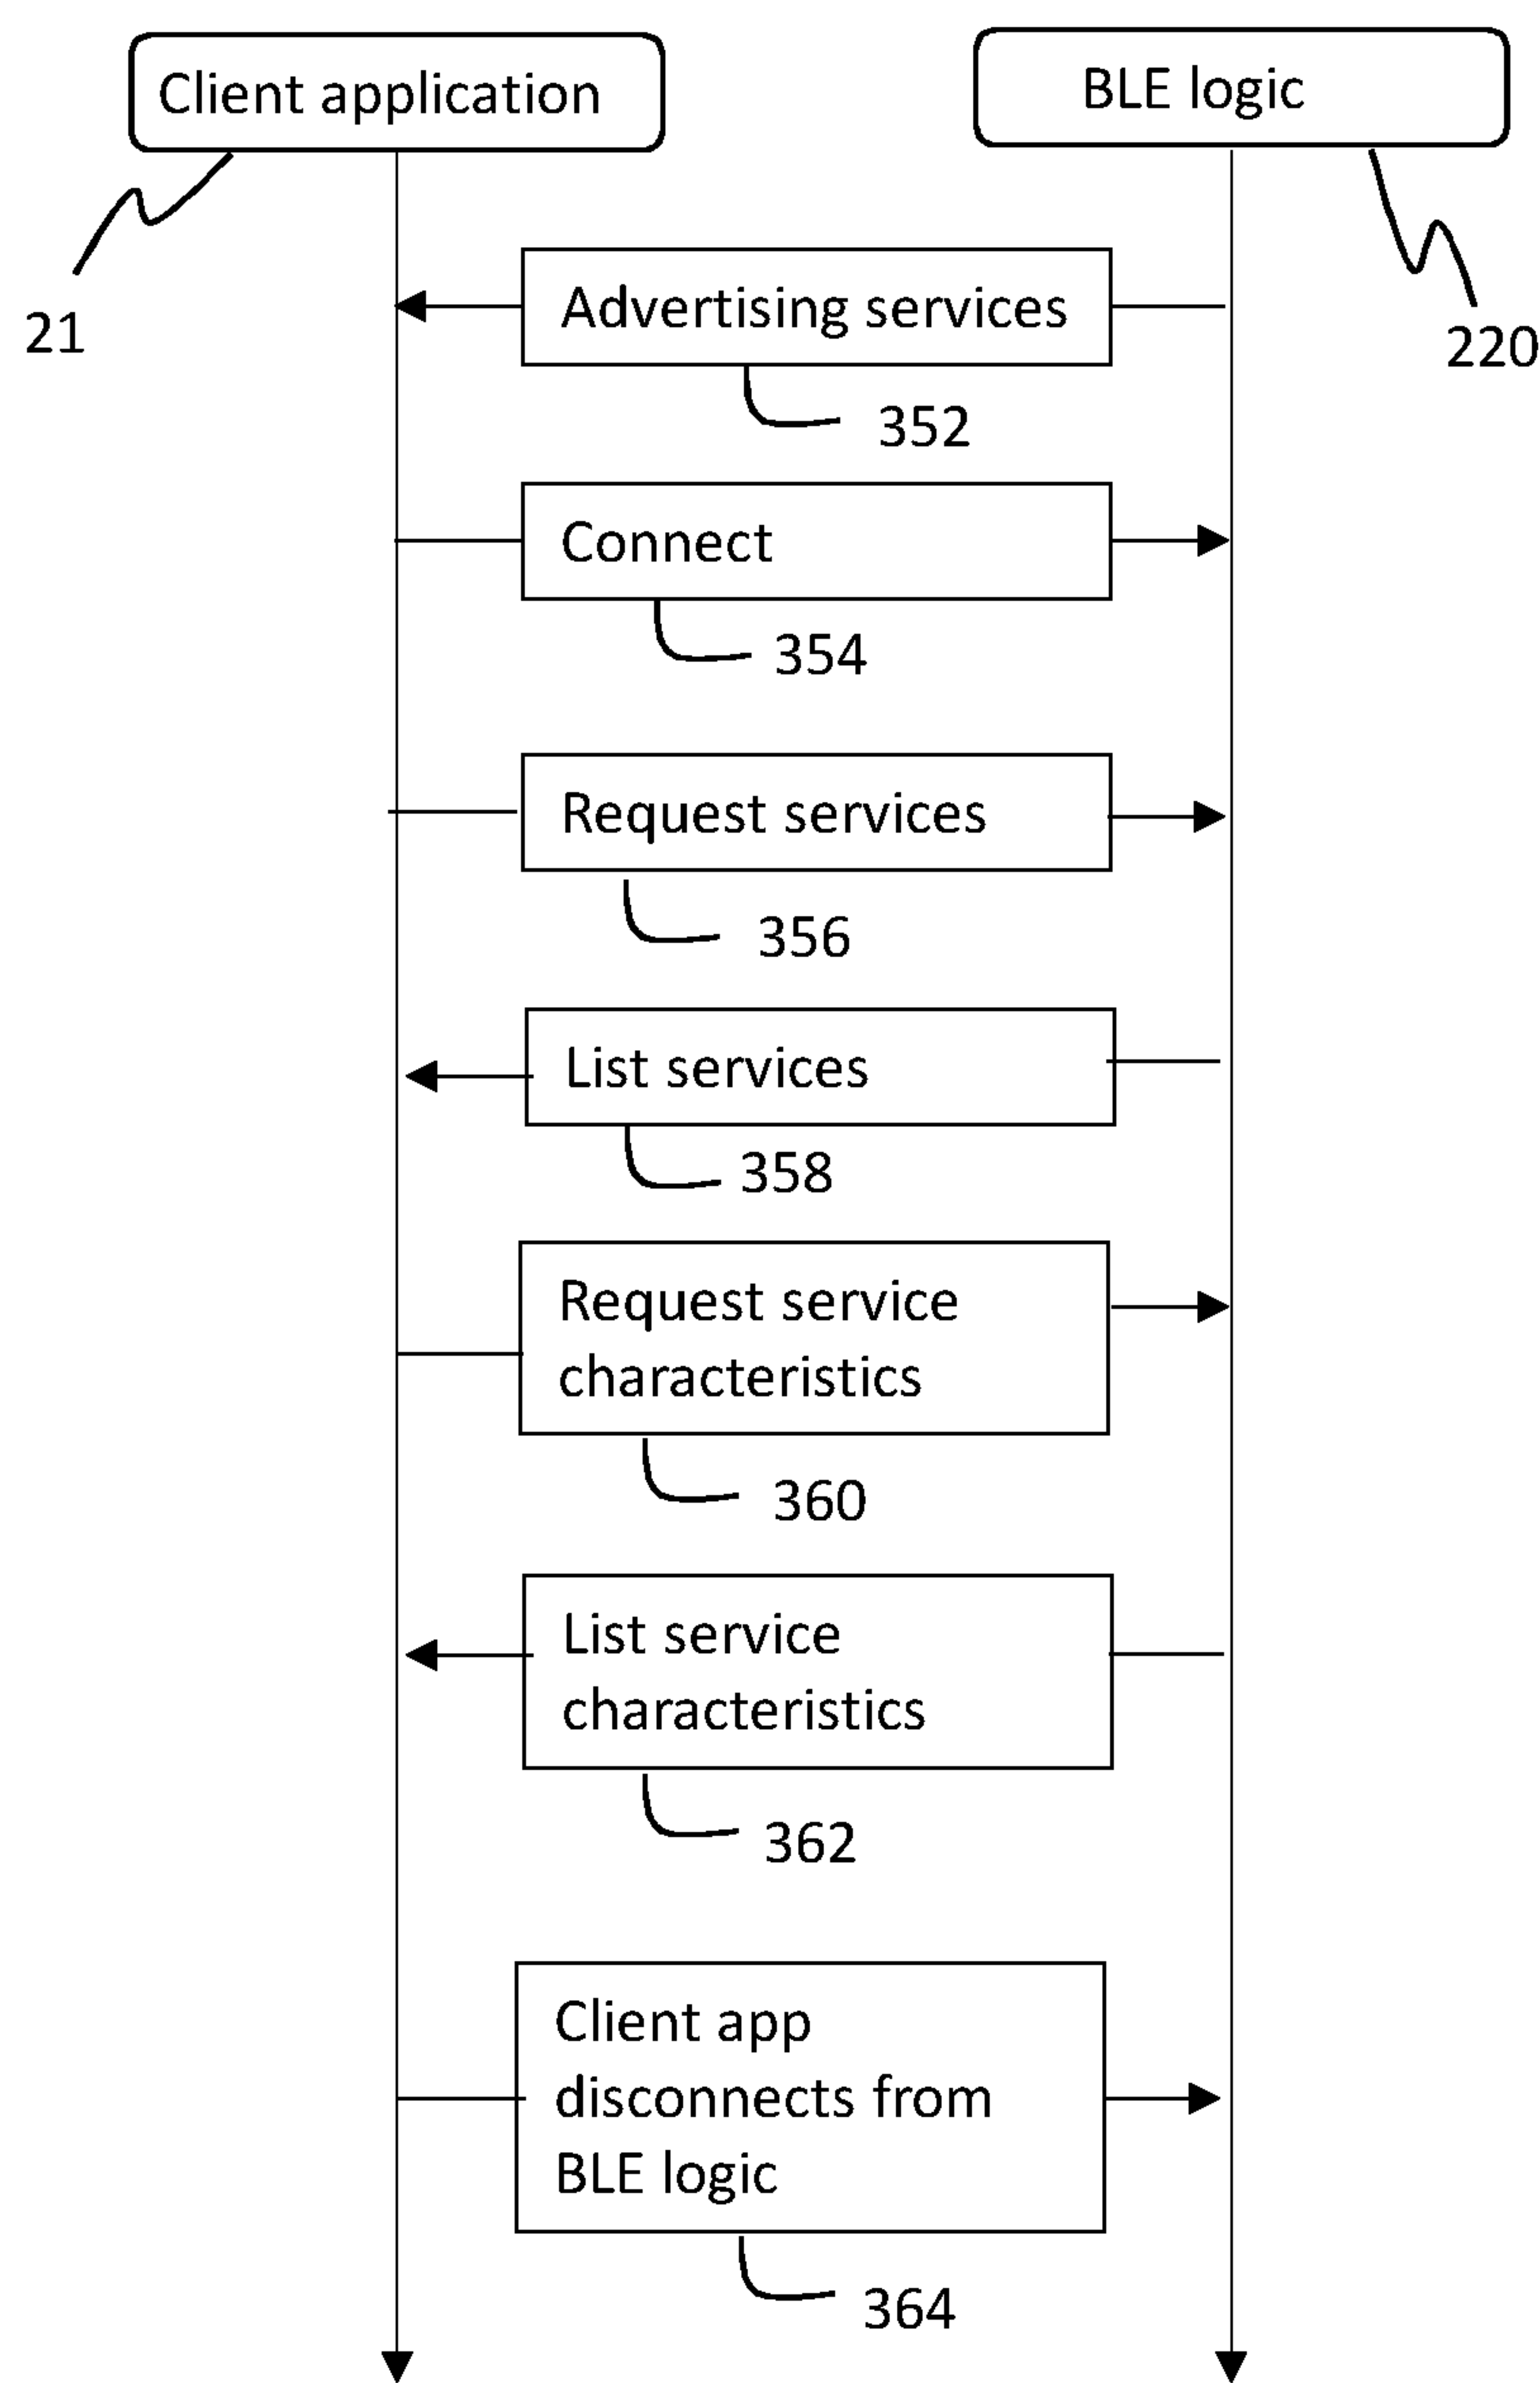 Client application
BLE logic
21
220
Advertising services
352
Connect
354
Request services
356
List services
358
Request service
characteristics
360
List service
characteristics
362
Client app
disconnects from
BLE logic
364